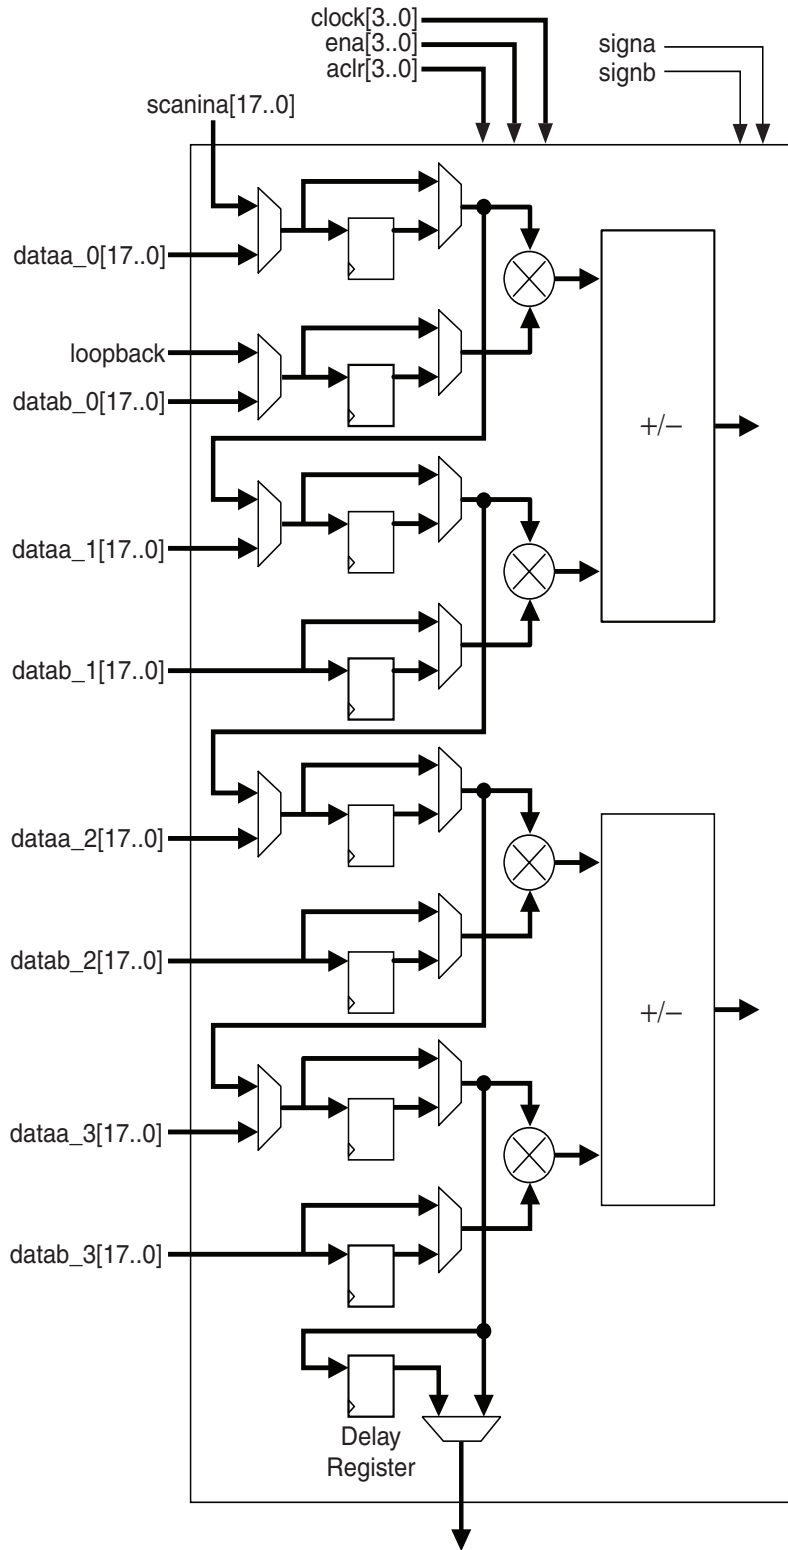 clock[3..0]
ena[3..0]
aclr[3..0]
signa
signb
scanina[17..0]
dataa_0[17..0]
loopback
datab_0[17..0]
+/−
dataa_1[17..0]
datab_1[17..0]
dataa_2[17..0]
datab_2[17..0]
+/−
dataa_3[17..0]
datab_3[17..0]
Delay
Register